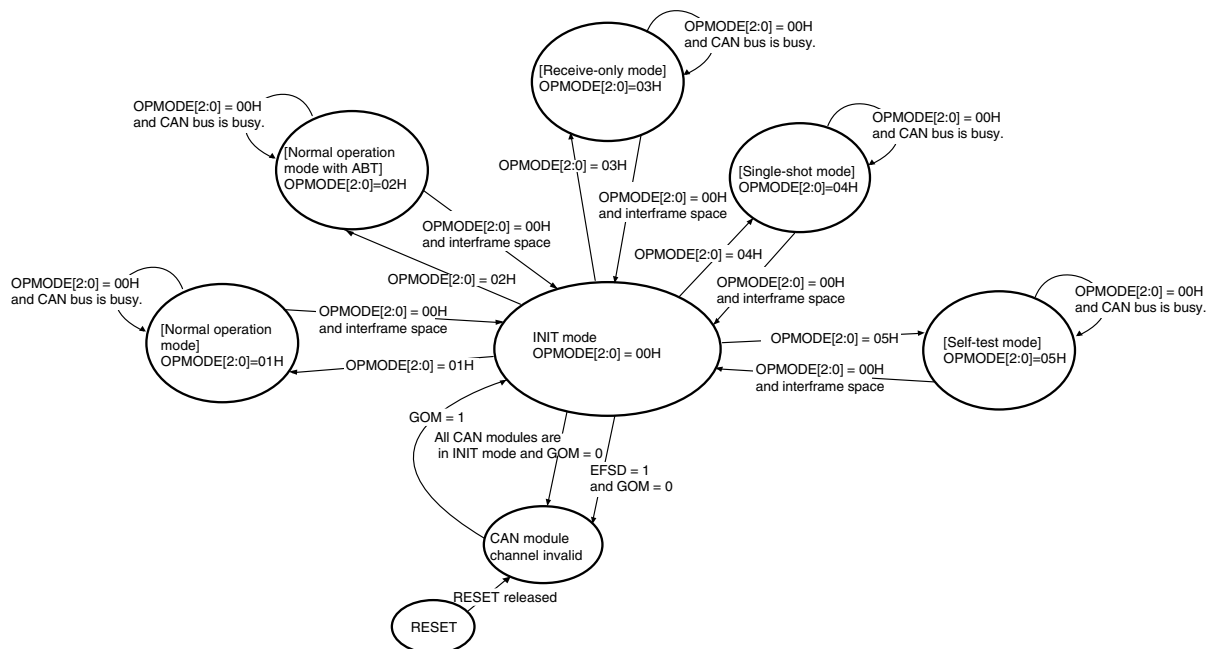 OPMODE[2:0] = 00H
and CAN bus is busy.
[Receive-only mode]
OPMODE[2:0]=03H
OPMODE[2:0] = 00H
and CAN bus is busy.
[Normal operation
mode with ABT]
OPMODE[2:0]=02H
OPMODE[2:0] = 00H
and CAN bus is busy.
[Single-shot mode]
OPMODE[2:0]=04H
OPMODE[2:0] = 03H
OPMODE[2:0] = 00H
and interframe space
OPMODE[2:0] = 00H
and interframe space
OPMODE[2:0] = 04H
OPMODE[2:0] = 02H
OPMODE[2:0] = 00H
and interframe space
OPMODE[2:0] = 00H
and CAN bus is busy.
[Normal operation
mode]
OPMODE[2:0]=01H
OPMODE[2:0] = 00H
and interframe space
OPMODE[2:0] = 01H
INIT mode
OPMODE[2:0] = 00H
OPMODE[2:0] = 05H
OPMODE[2:0] = 00H
and interframe space
OPMODE[2:0] = 00H
and CAN bus is busy.
[Self-test mode]
OPMODE[2:0]=05H
GOM = 1
All CAN modules are
in INIT mode and GOM = 0
EFSD = 1
and GOM = 0
CAN module
channel invalid
RESET released
RESET